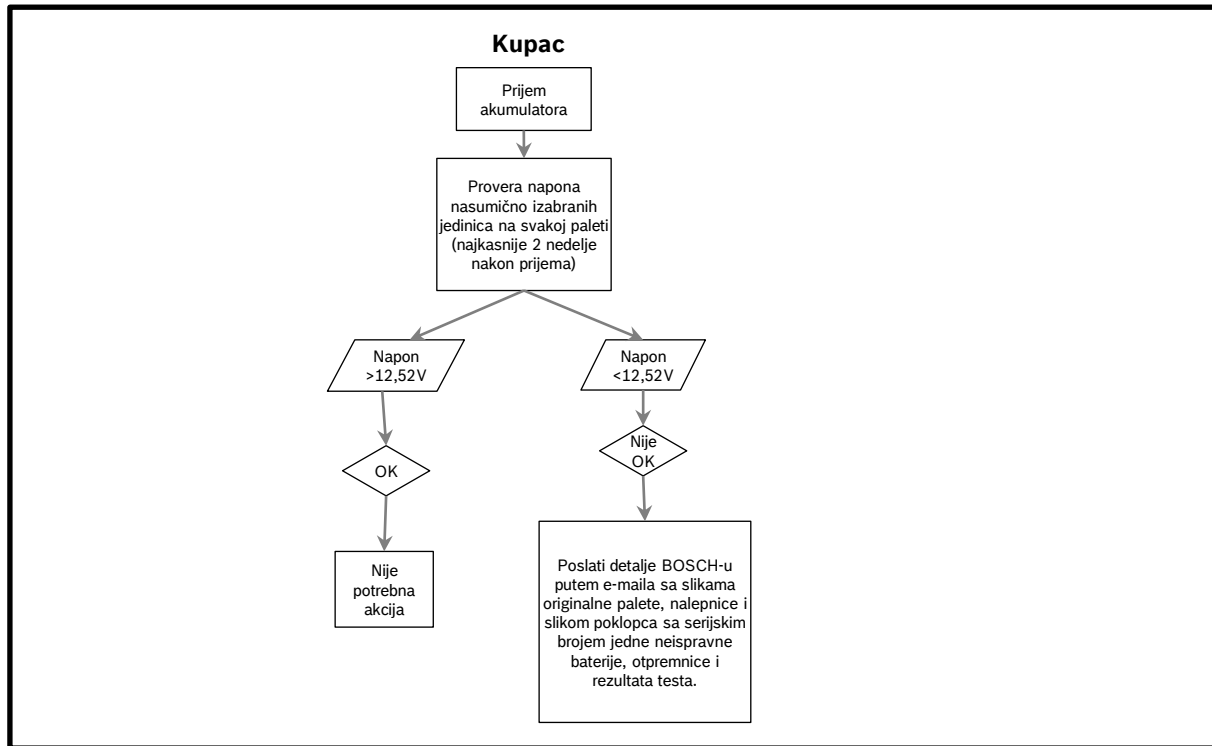 Kupac
Prijem
akumulatora
Provera napona
nasumično izabranih
jedinica na svakoj paleti
(najkasnije 2 nedelje
nakon prijema)
Napon
>12,52V
Napon
<12,52V
OK
Nije
OK
Nije
potrebna
akcija
Poslati detalje BOSCH-u
putem e-maila sa slikama
originalne palete, nalepnice i
slikom poklopca sa serijskim
brojem jedne neispravne
baterije, otpremnice i
rezultata testa.